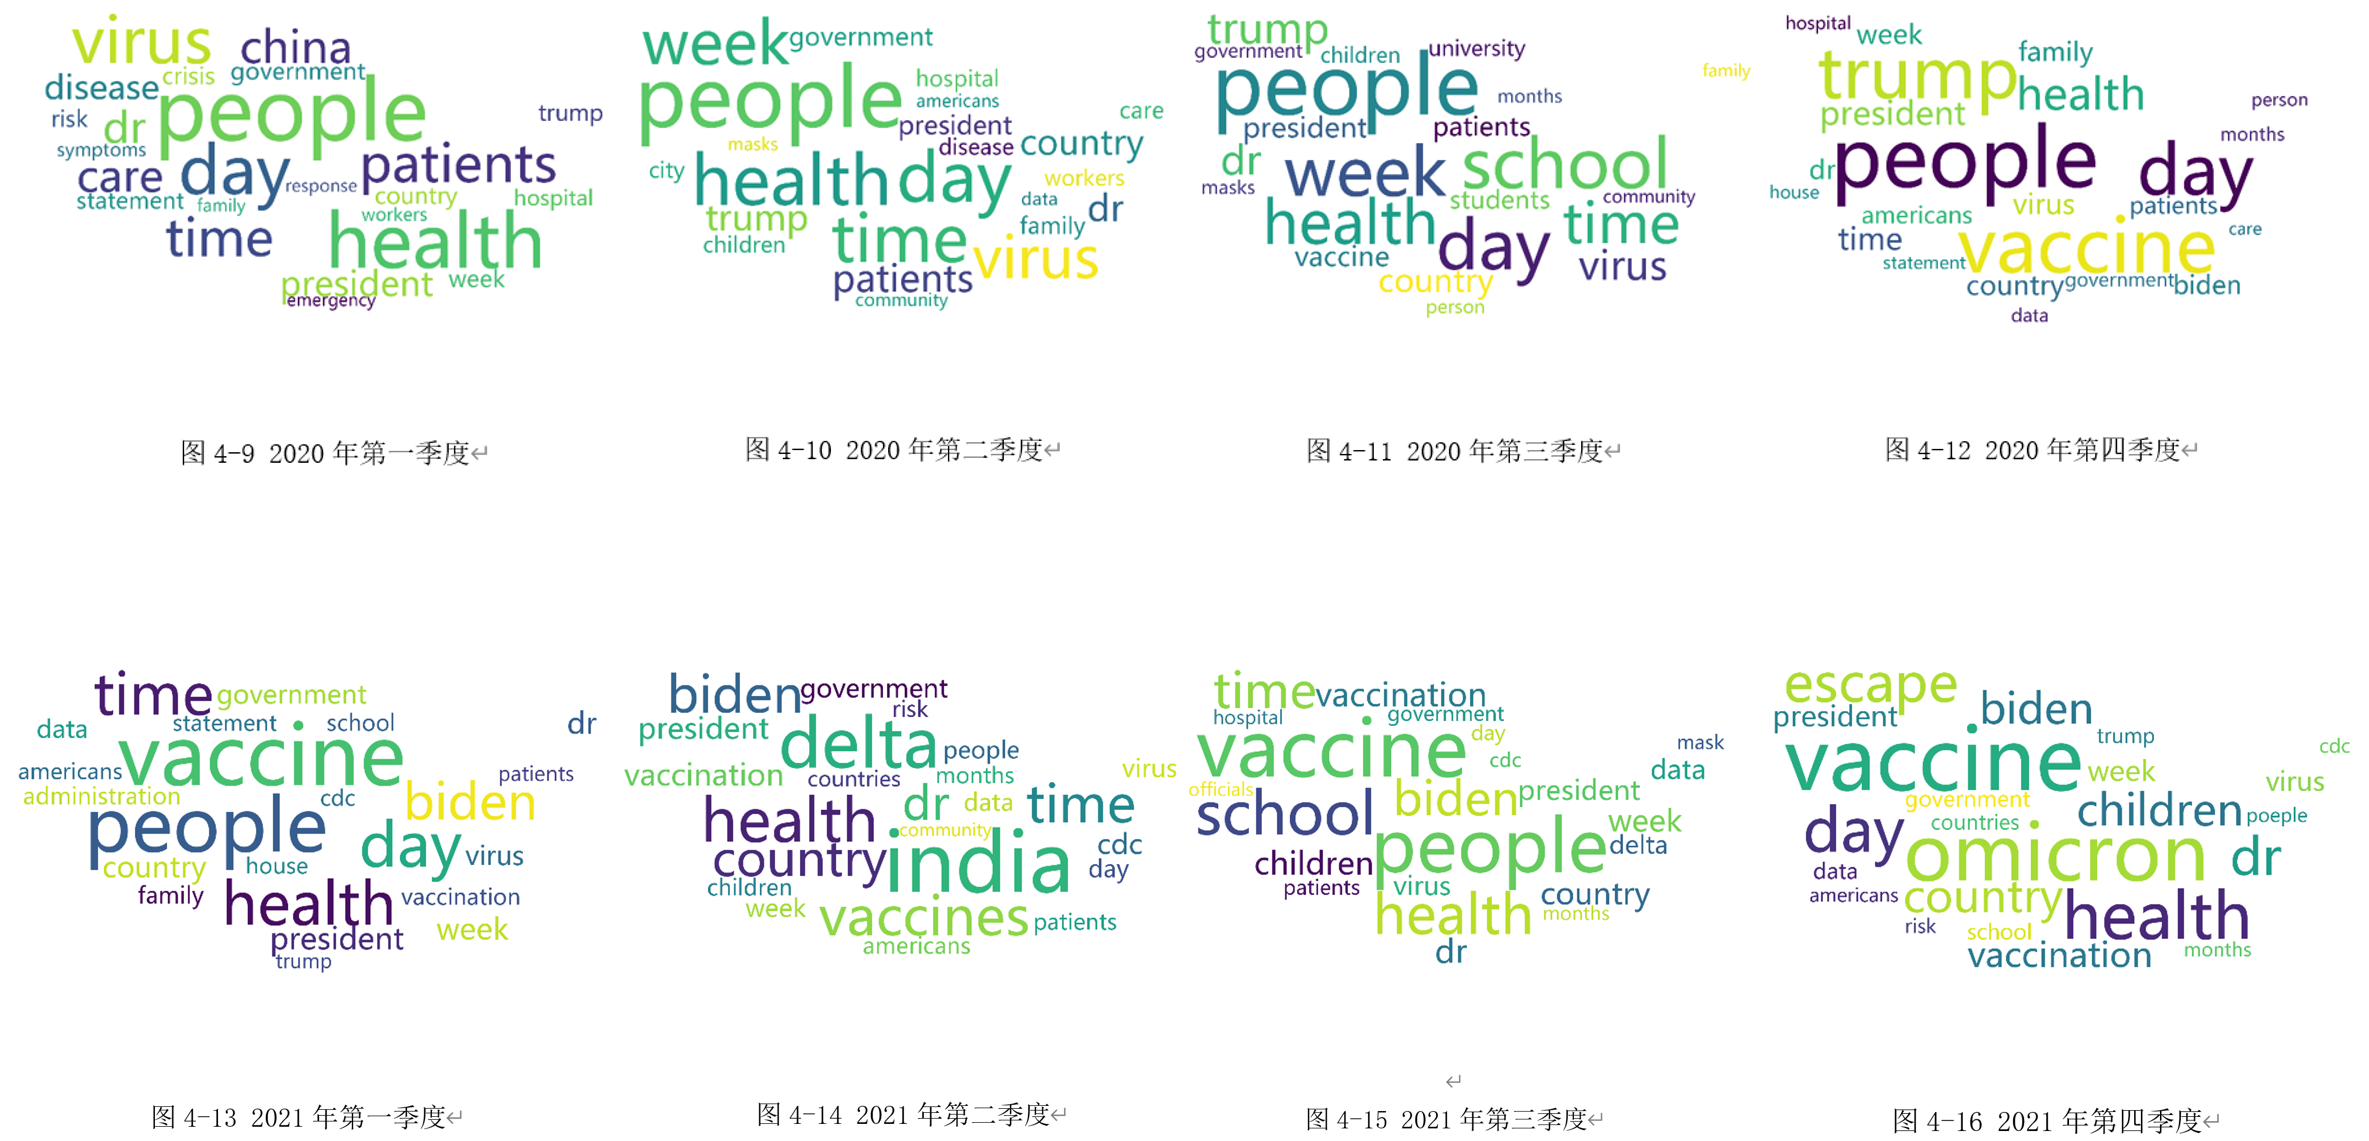 virus china
crisis government
disease people
risk dr trump
symptoms day patients
care response
statement family country hospital
workers
time health
president week
emergency
图 4-9 2020 年第一季度↵
week government
people hospital
americans care
president
masks disease country
city health day workers
data dr
trump family
children time virus
patients
community
图 4-10 2020 年第二季度↵
trump
government children university
people months family
president patients
dr week school
masks students community
health day time
vaccine virus
country
person
图 4-11 2020 年第三季度↵
hospital week family
trump health
president person
months
dr people day
house virus patients
americans care
time vaccine
statement
country government biden
data
图 4-12 2020 年第四季度↵
time government
data statement school dr
vaccine
americans patients
administration cdc biden
people day
country house virus
family health vaccination
president week
trump
图 4-13 2021 年第一季度↵
biden government
risk
president delta people
vaccination countries months virus
health dr data time
community
country india cdc
children day
week vaccines patients
americans
图 4-14 2021 年第二季度↵
time vaccination
hospital government
vaccine day mask
cdc data
officials
school biden president
people week
delta
children
patients virus country
health months
dr
↵
图 4-15 2021 年第三季度↵
escape biden
president trump cdc
vaccine week virus
government children
countries poeple
day omicron dr
data
americans country health
risk school
vaccination months
图 4-16 2021 年第四季度↵